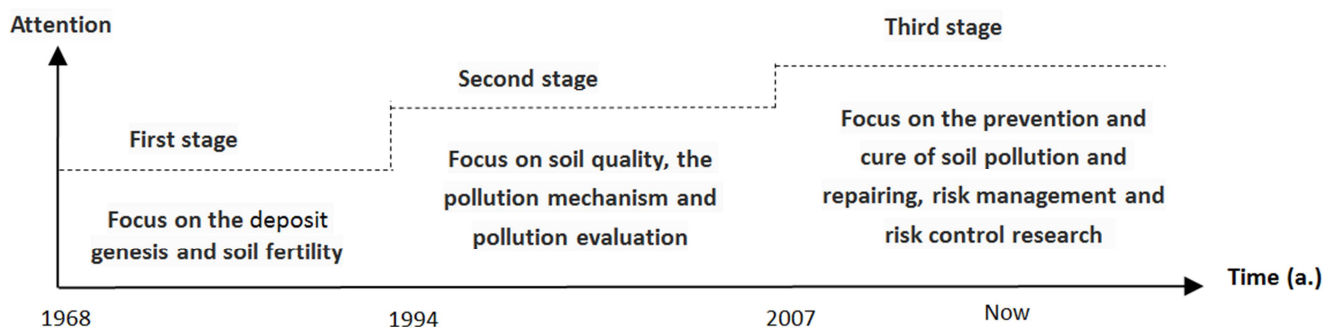 Attention
Third stage
Second stage
First stage
Focus on the prevention and
cure of soil pollution and
repairing, risk management and
risk control research
Focus on soil quality, the
pollution mechanism and
pollution evaluation
Focus on the deposit
genesis and soil fertility
Time (a.)
1968
1994
2007
Now